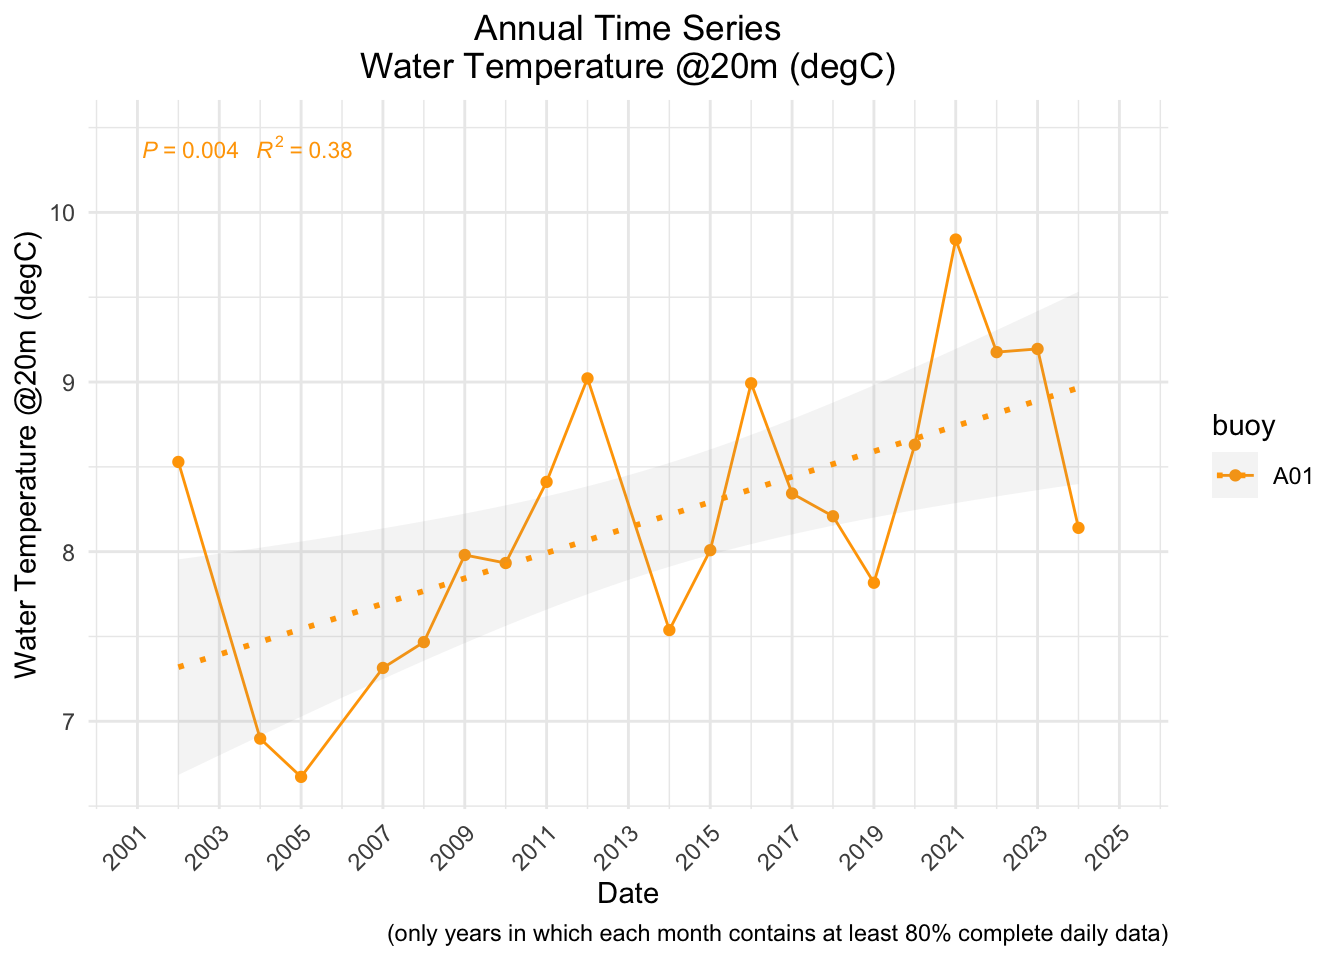 Annual Time Series
Water Temperature @20m (degC)
P = 0.004 R² = 0.38
Water Temperature @20m (degC)
10
9
8
7
2001 2003 2005 2007 2009 2011 2013 2015 2017 2019 2021 2023 2025
Date
buoy
A01
(only years in which each month contains at least 80% complete daily data)